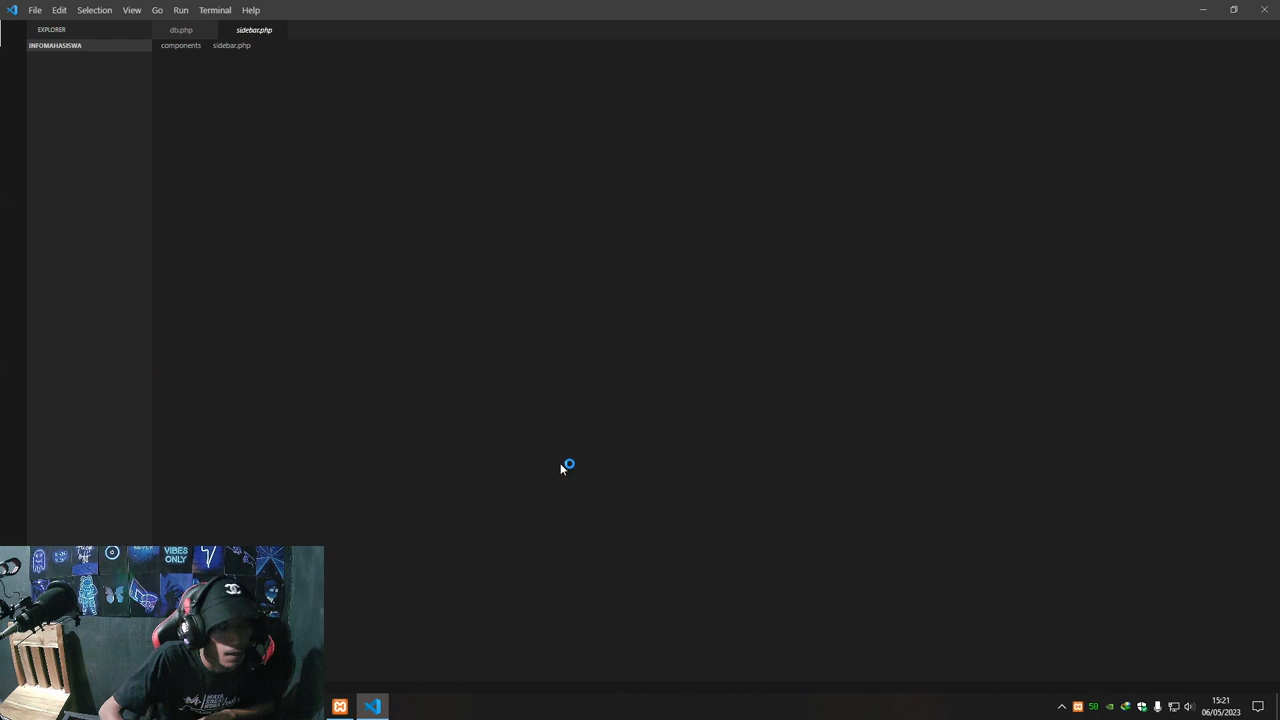 File Edit Selection View Go Run Terminal Help
EXPLORER
db.php
sidebar.php
INFOMAHASISWA
components
sidebar.php
VIBES
ONLY
58
15:21
06/05/2023